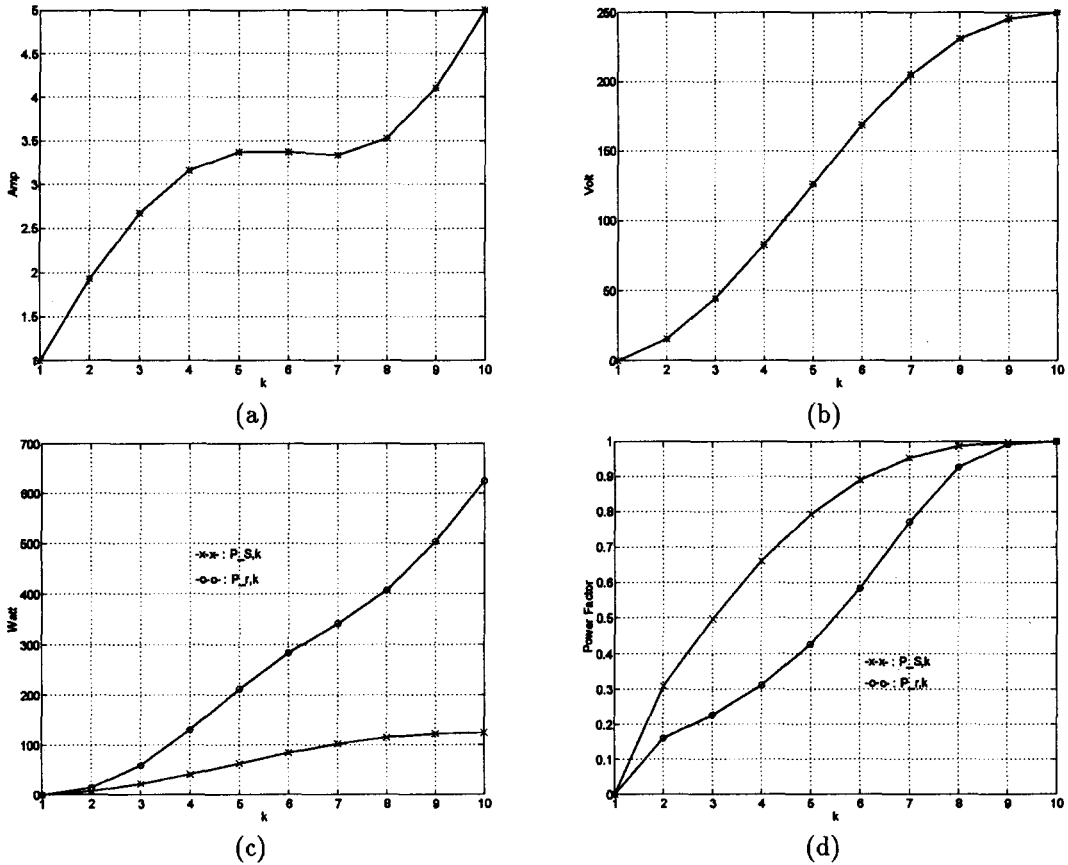 5
4.5
4
3.5
3
2.5
2
1.5
1
Amp
1 2 3 4 5 6 7 8 9 10
k
(a)
250
200
150
100
50
0
Volt
1 2 3 4 5 6 7 8 9 10
k
(b)
700
600
500
400
300
200
100
0
Watt
-x-x- : P_S,k
-o-o- : P_r,k
1 2 3 4 5 6 7 8 9 10
k
(c)
1
0.9
0.8
0.7
0.6
0.5
0.4
0.3
0.2
0.1
0
Power Factor
-x-x- : P_S,k
-o-o- : P_r,k
1 2 3 4 5 6 7 8 9 10
k
(d)